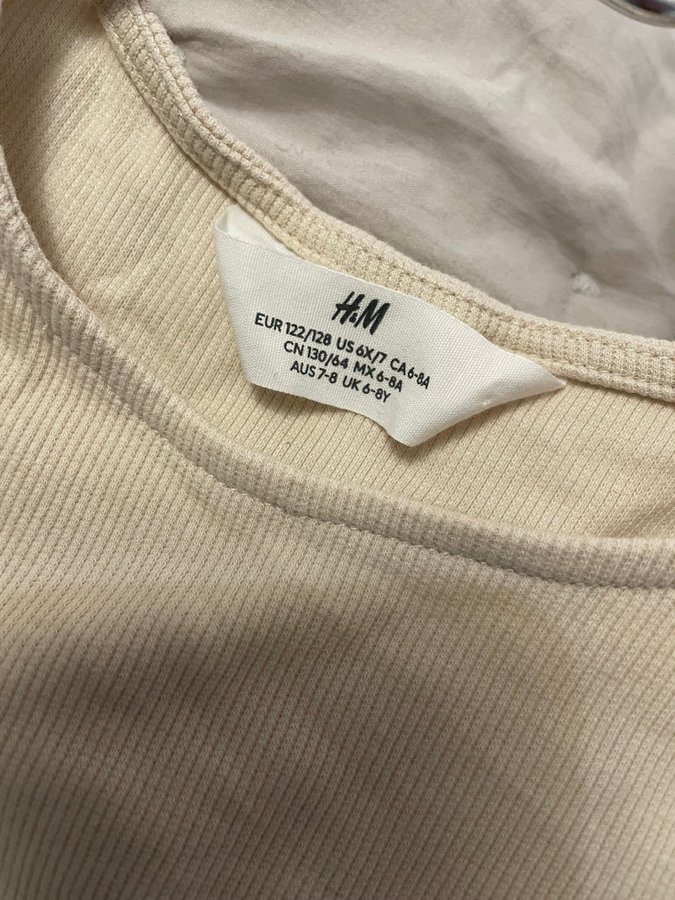 H&M
EUR 122/128 US 6X/7 CA 6-8A
CN 130/64 MX 6-8A
AUS 7-8 UK 6-8Y